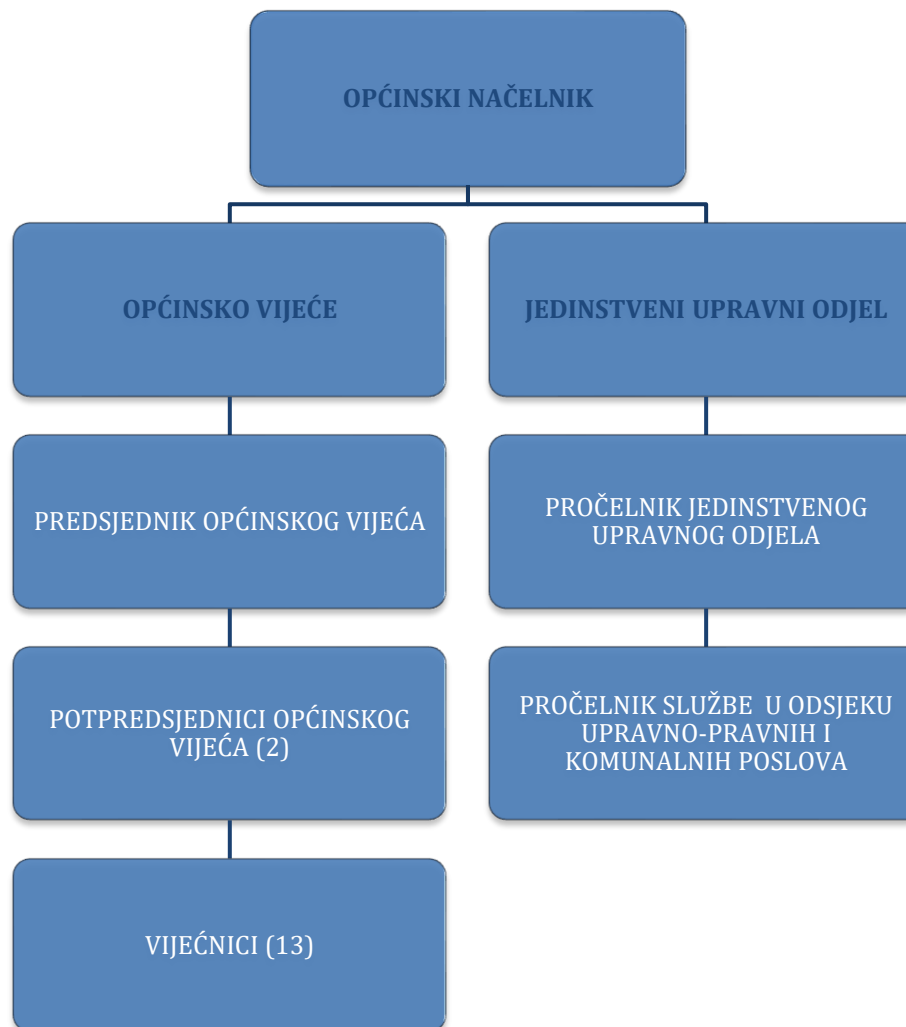 OPĆINSKI NAČELNIK
OPĆINSKO VIJEĆE
JEDINSTVENI UPRAVNI ODJEL
PREDSJEDNIK OPĆINSKOG VIJEĆA
PROČELNIK JEDINSTVENOG
UPRAVNOG ODJELA
POTPREDSJEDNICI OPĆINSKOG
VIJEĆA (2)
PROČELNIK SLUŽBE  U ODSJEKU
UPRAVNO-PRAVNIH I
KOMUNALNIH POSLOVA
VIJEĆNICI (13)